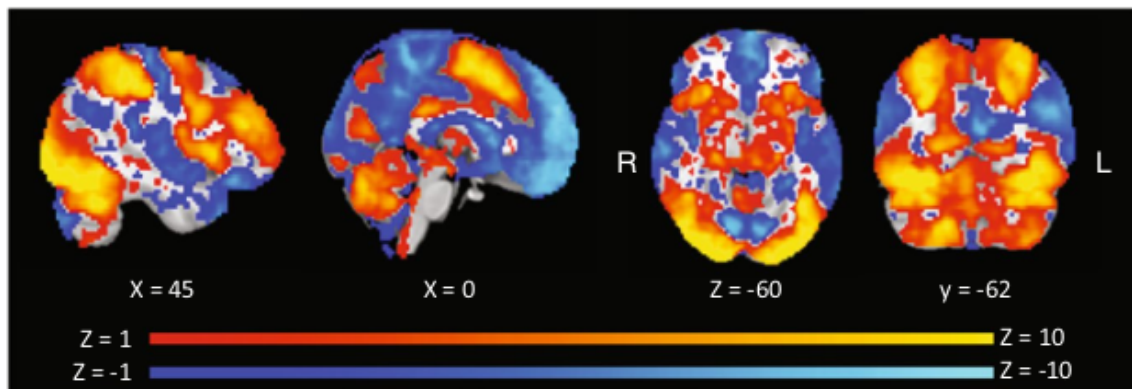 R L
X = 45 X = 0 Z = -60 y = -62
Z = 1 Z = 10
Z = -1 Z = -10